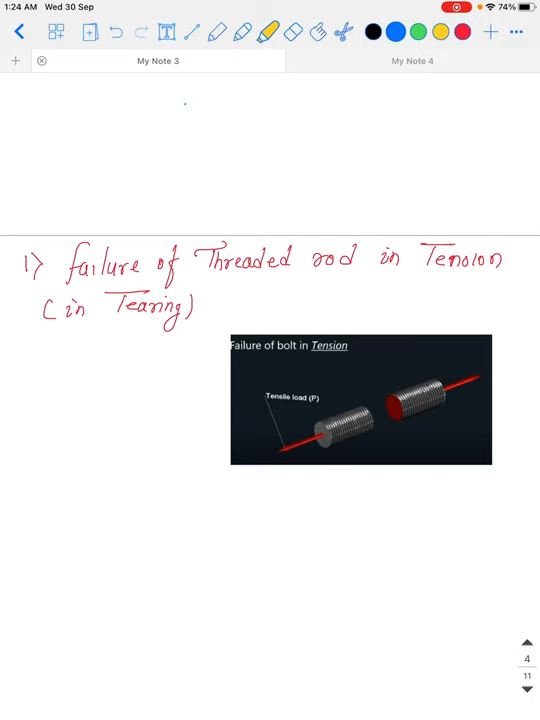 1:24 AM Wed 30 Sep
74%
My Note 3
My Note 4
1) Failure of Threaded rod in Tension
(in Tearing)
Failure of bolt in Tension
Tensile load (P)
4
11